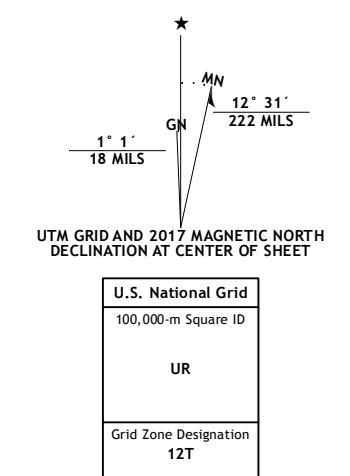 ★
MN
12° 31´
222 MILS
GN
1° 1´
18 MILS
UTM GRID AND 2017 MAGNETIC NORTH
DECLINATION AT CENTER OF SHEET
U.S. National Grid
100,000-m Square ID
UR
Grid Zone Designation
12T